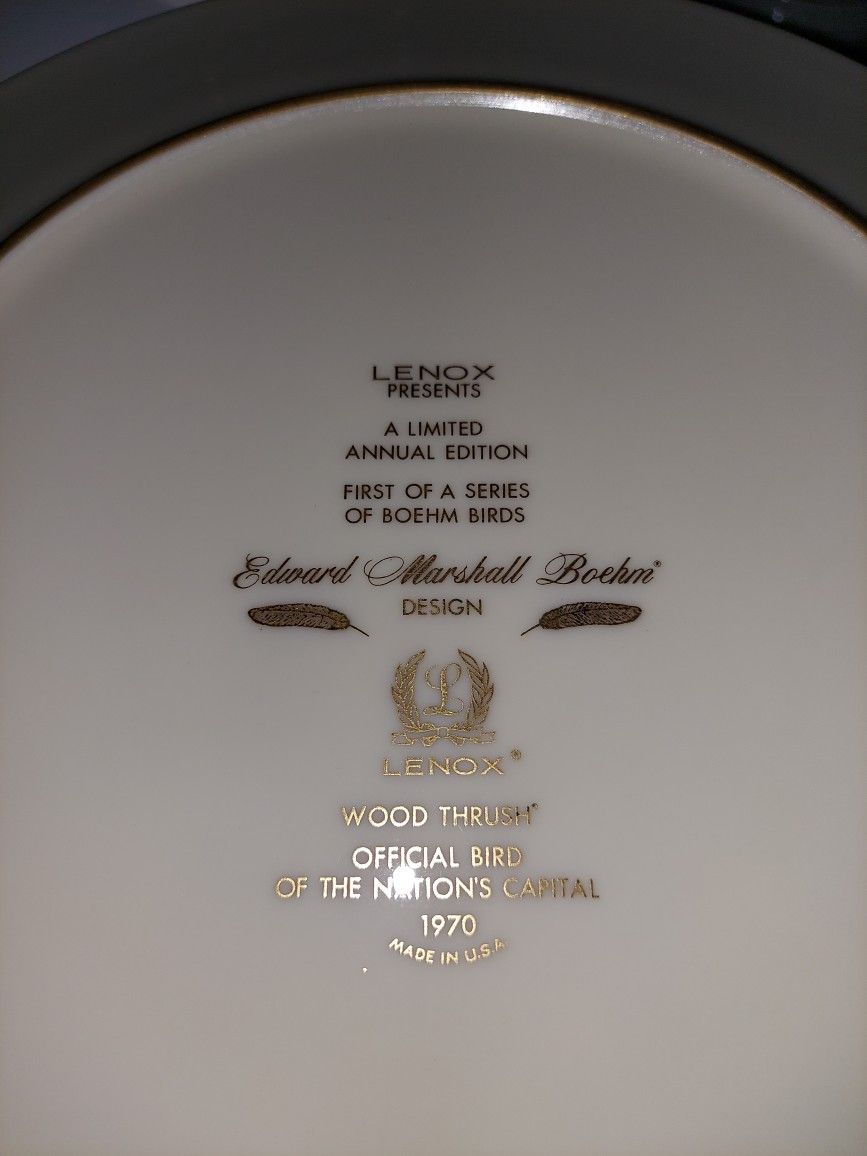 LENOX
PRESENTS
A LIMITED
ANNUAL EDITION
FIRST OF A SERIES
OF BOEHM BIRDS
Edward Marshall Boehm®
DESIGN
L
LENOX®
WOOD THRUSH®
OFFICIAL BIRD
OF THE NATION'S CAPITAL
1970
MADE IN U.S.A.